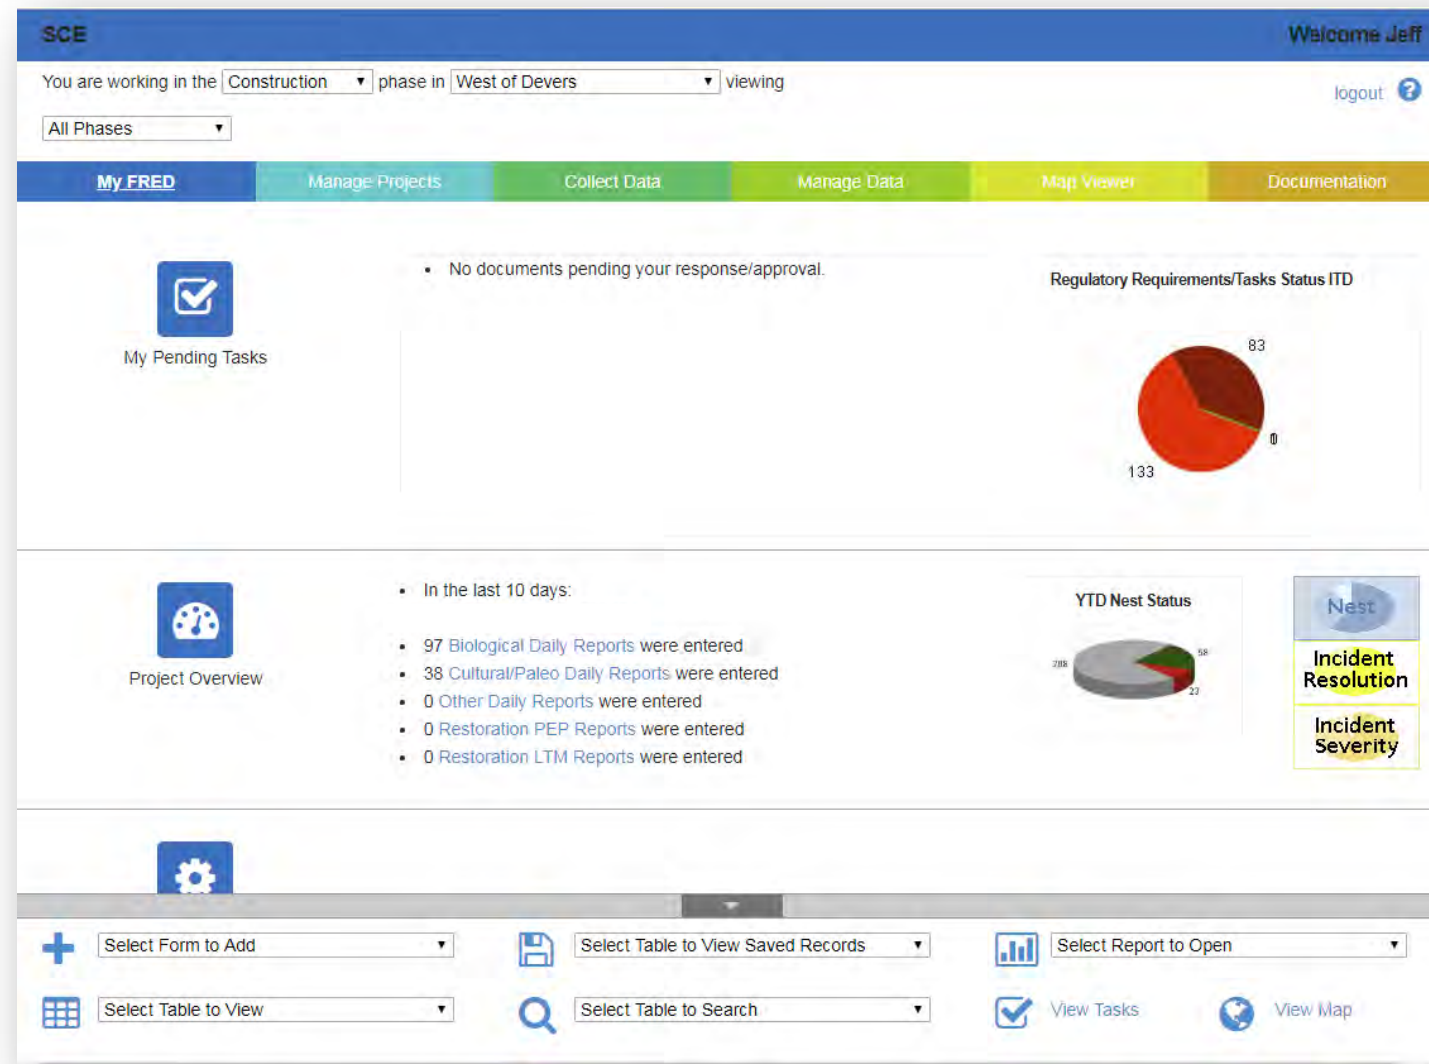 SCE
Welcome Jeff
You are working in the Construction phase in West of Devers viewing
logout
All Phases
My FRED Manage Projects Collect Data Manage Data Map Viewer Documentation
My Pending Tasks
• No documents pending your response/approval.
Regulatory Requirements/Tasks Status ITD
83
0
133
Project Overview
• In the last 10 days:
• 97 Biological Daily Reports were entered
• 38 Cultural/Paleo Daily Reports were entered
• 0 Other Daily Reports were entered
• 0 Restoration PEP Reports were entered
• 0 Restoration LTM Reports were entered
YTD Nest Status
58
Nest
Incident
Resolution
Incident
Severity
Select Form to Add
Select Table to View Saved Records
Select Report to Open
Select Table to View
Select Table to Search
View Tasks
View Map